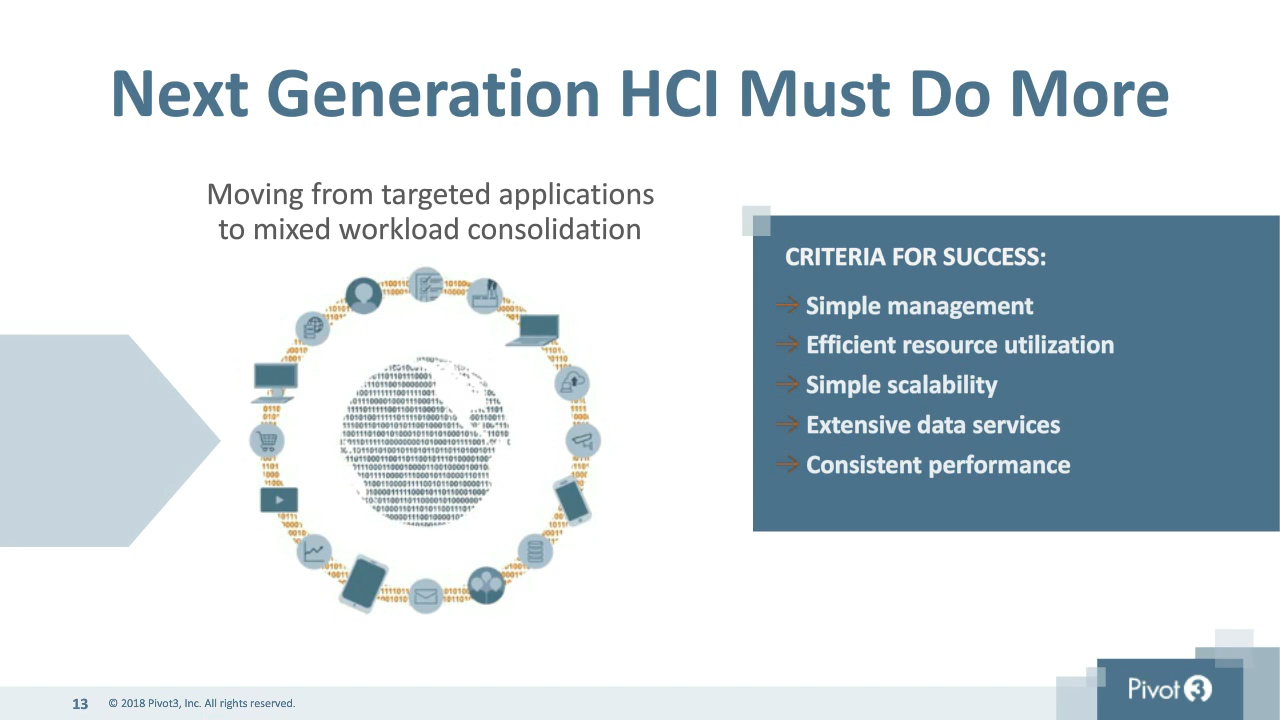 Next Generation HCI Must Do More
Moving from targeted applications
to mixed workload consolidation
CRITERIA FOR SUCCESS:
→ Simple management
→ Efficient resource utilization
→ Simple scalability
→ Extensive data services
→ Consistent performance
13 © 2018 Pivot3, Inc. All rights reserved.
Pivot3